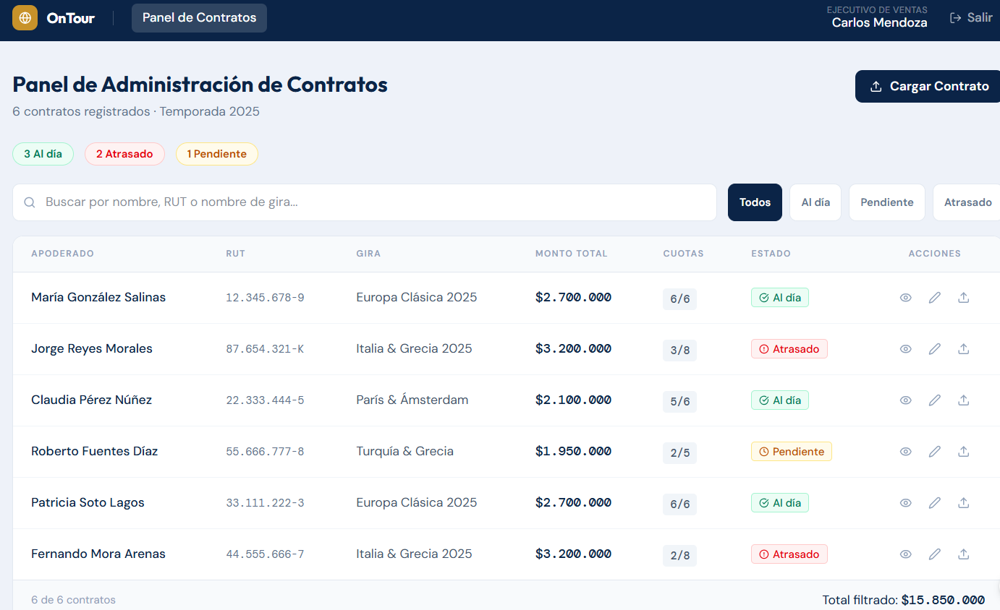 OnTour
Panel de Contratos
EJECUTIVO DE VENTAS
Carlos Mendoza
Salir
Panel de Administración de Contratos
6 contratos registrados · Temporada 2025
Cargar Contrato
3 Al día
2 Atrasado
1 Pendiente
Buscar por nombre, RUT o nombre de gira...
Todos
Al día
Pendiente
Atrasado
APODERADO RUT GIRA MONTO TOTAL CUOTAS ESTADO ACCIONES
María González Salinas 12.345.678-9 Europa Clásica 2025 $2.700.000 6/6 Al día
Jorge Reyes Morales 87.654.321-K Italia & Grecia 2025 $3.200.000 3/8 Atrasado
Claudia Pérez Núñez 22.333.444-5 París & Ámsterdam $2.100.000 5/6 Al día
Roberto Fuentes Díaz 55.666.777-8 Turquía & Grecia $1.950.000 2/5 Pendiente
Patricia Soto Lagos 33.111.222-3 Europa Clásica 2025 $2.700.000 6/6 Al día
Fernando Mora Arenas 44.555.666-7 Italia & Grecia 2025 $3.200.000 2/8 Atrasado
6 de 6 contratos
Total filtrado: $15.850.000